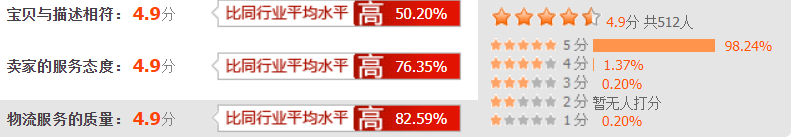 宝贝与描述相符：4.9分 比同行业平均水平 高 50.20%
卖家的服务态度：4.9分 比同行业平均水平 高 76.35%
物流服务的质量：4.9分 比同行业平均水平 高 82.59%
4.9分 共512人
5分 98.24%
4分 1.37%
3分 0.20%
2分 暂无人打分
1分 0.20%